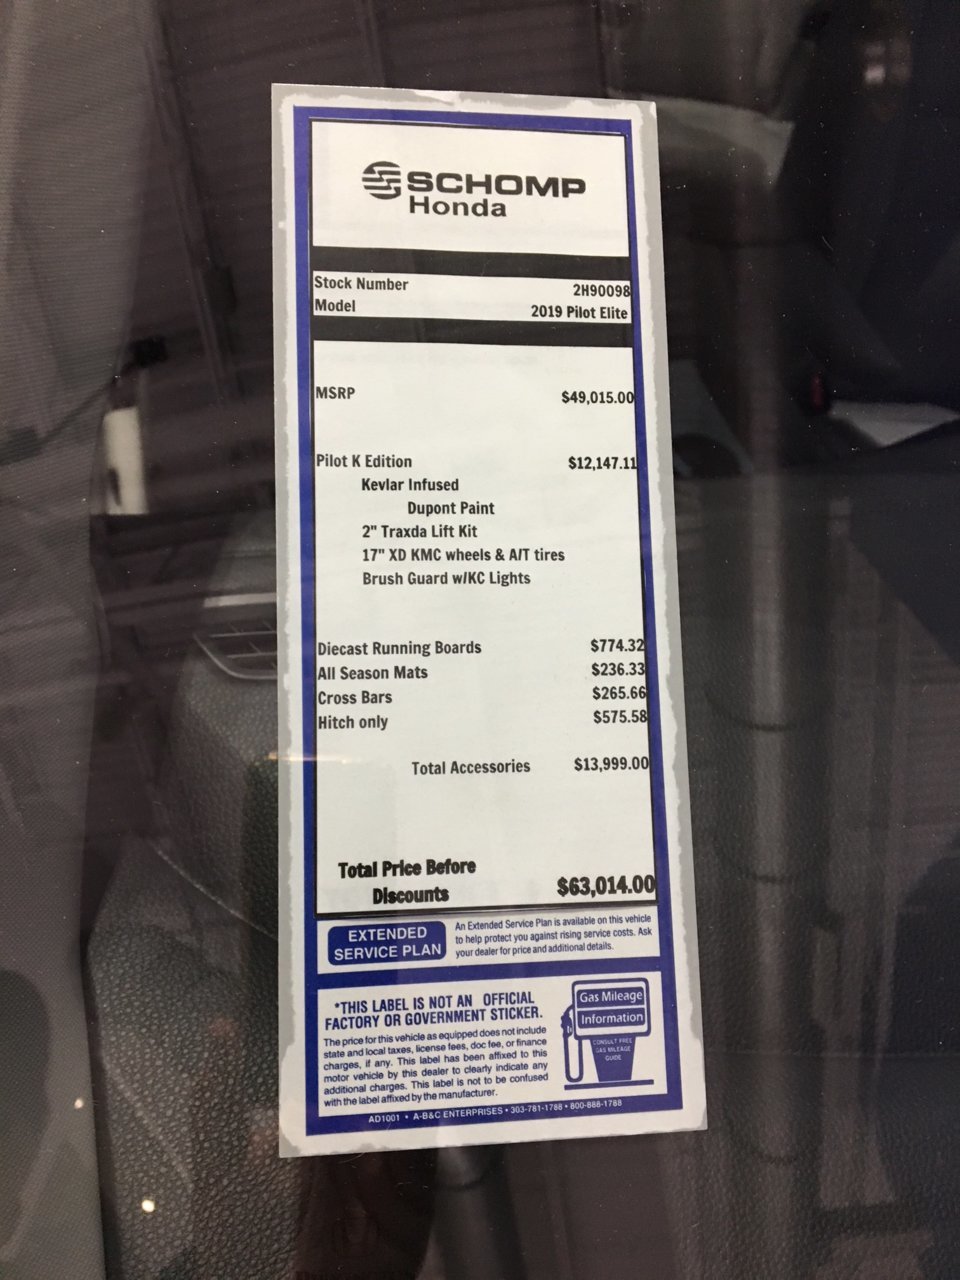 SCHOMP
Honda
Stock Number 2H90098
Model 2019 Pilot Elite
MSRP $49,015.00
Pilot K Edition $12,147.11
Kevlar Infused
Dupont Paint
2" Traxda Lift Kit
17" XD KMC wheels & A/T tires
Brush Guard w/KC Lights
Diecast Running Boards $774.32
All Season Mats $236.33
Cross Bars $265.66
Hitch only $575.58
Total Accessories $13,999.00
Total Price Before
Discounts $63,014.00
EXTENDED
SERVICE PLAN
An Extended Service Plan is available on this vehicle
to help protect you against rising service costs. Ask
your dealer for price and additional details.
*THIS LABEL IS NOT AN OFFICIAL
FACTORY OR GOVERNMENT STICKER.
The price for this vehicle as equipped does not include
state and local taxes, license fees, doc fee, or finance
charges, if any. This label has been affixed to this
motor vehicle by this dealer to clearly indicate any
additional charges. This label is not to be confused
with the label affixed by the manufacturer.
Gas Mileage
Information
CONSULT FREE
GAS MILEAGE
GUIDE
AD1001 • A-B&C ENTERPRISES • 303-781-1788 • 800-888-1788